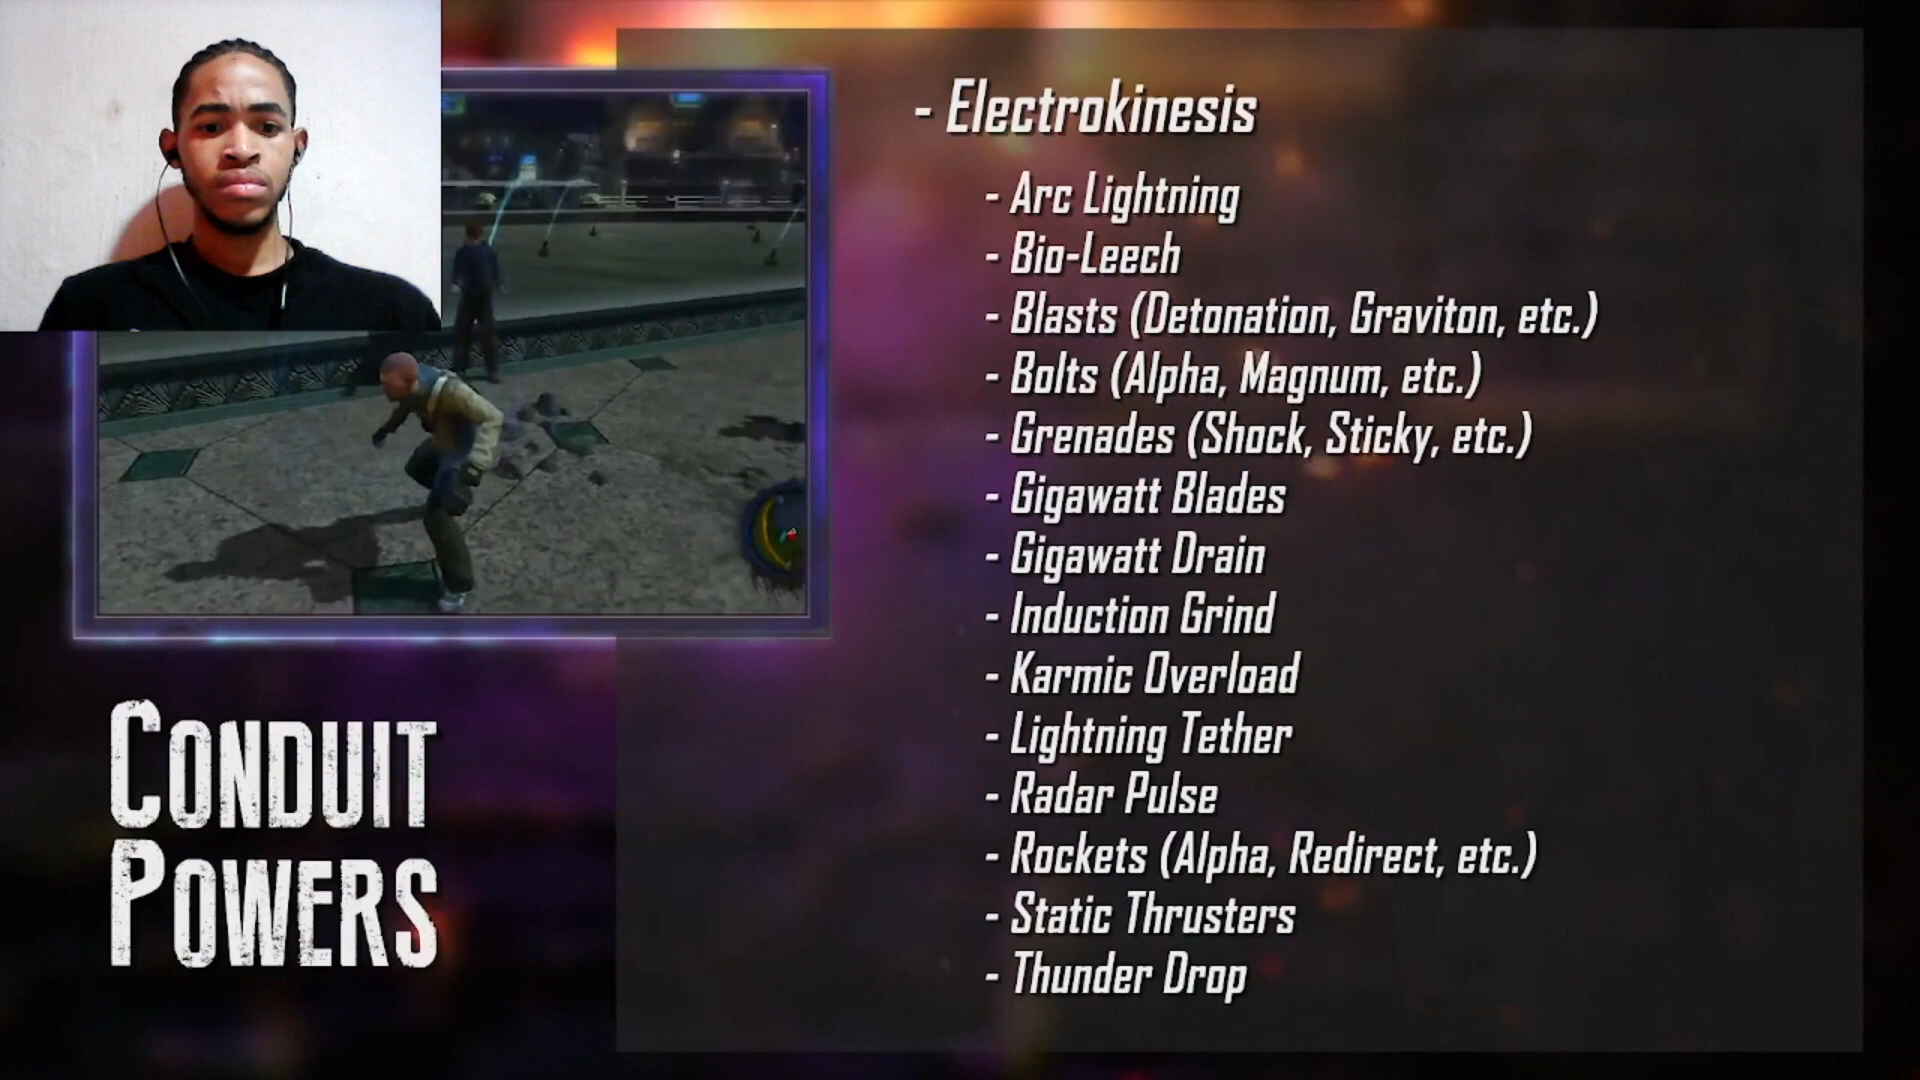 - Electrokinesis
- Arc Lightning
- Bio-Leech
- Blasts (Detonation, Graviton, etc.)
- Bolts (Alpha, Magnum, etc.)
- Grenades (Shock, Sticky, etc.)
- Gigawatt Blades
- Gigawatt Drain
- Induction Grind
- Karmic Overload
- Lightning Tether
- Radar Pulse
- Rockets (Alpha, Redirect, etc.)
- Static Thrusters
- Thunder Drop
Conduit
Powers